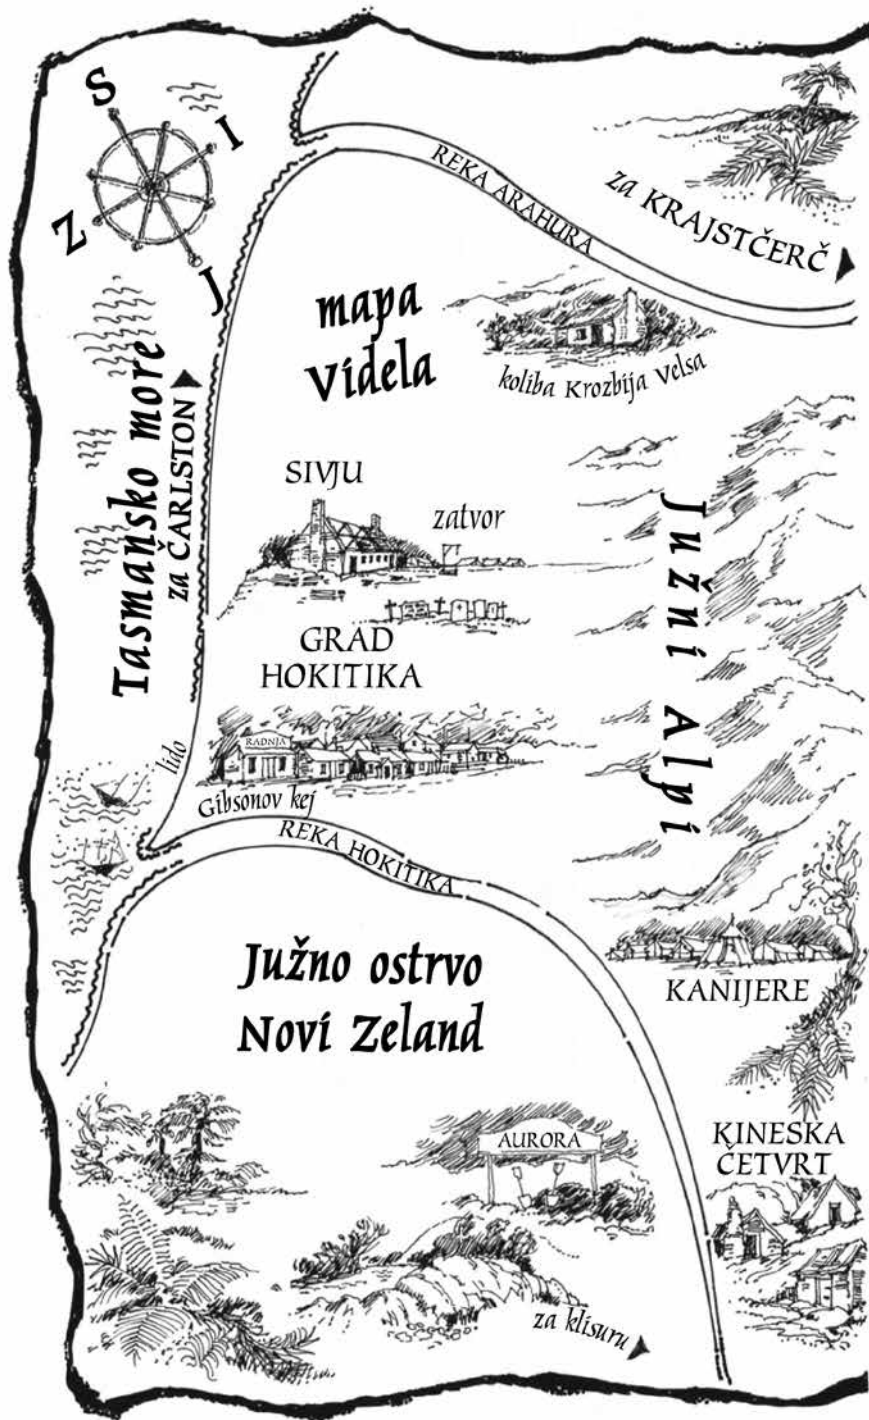 S
I
Z
J
REKA ARAHURA
za KRAJSTČERČ
mapa
Videla
koliba Krozbija Velsa
Tasmansko more
za ČARLSTON
SIVJU
zatvor
Južni Alpi
GRAD
HOKITIKA
RADNJA
lido
Gibsonov kej
REKA HOKITIKA
Južno ostrvo
Novi Zeland
KANIJERE
AURORA
KINESKA
ČETVRT
za klisuru